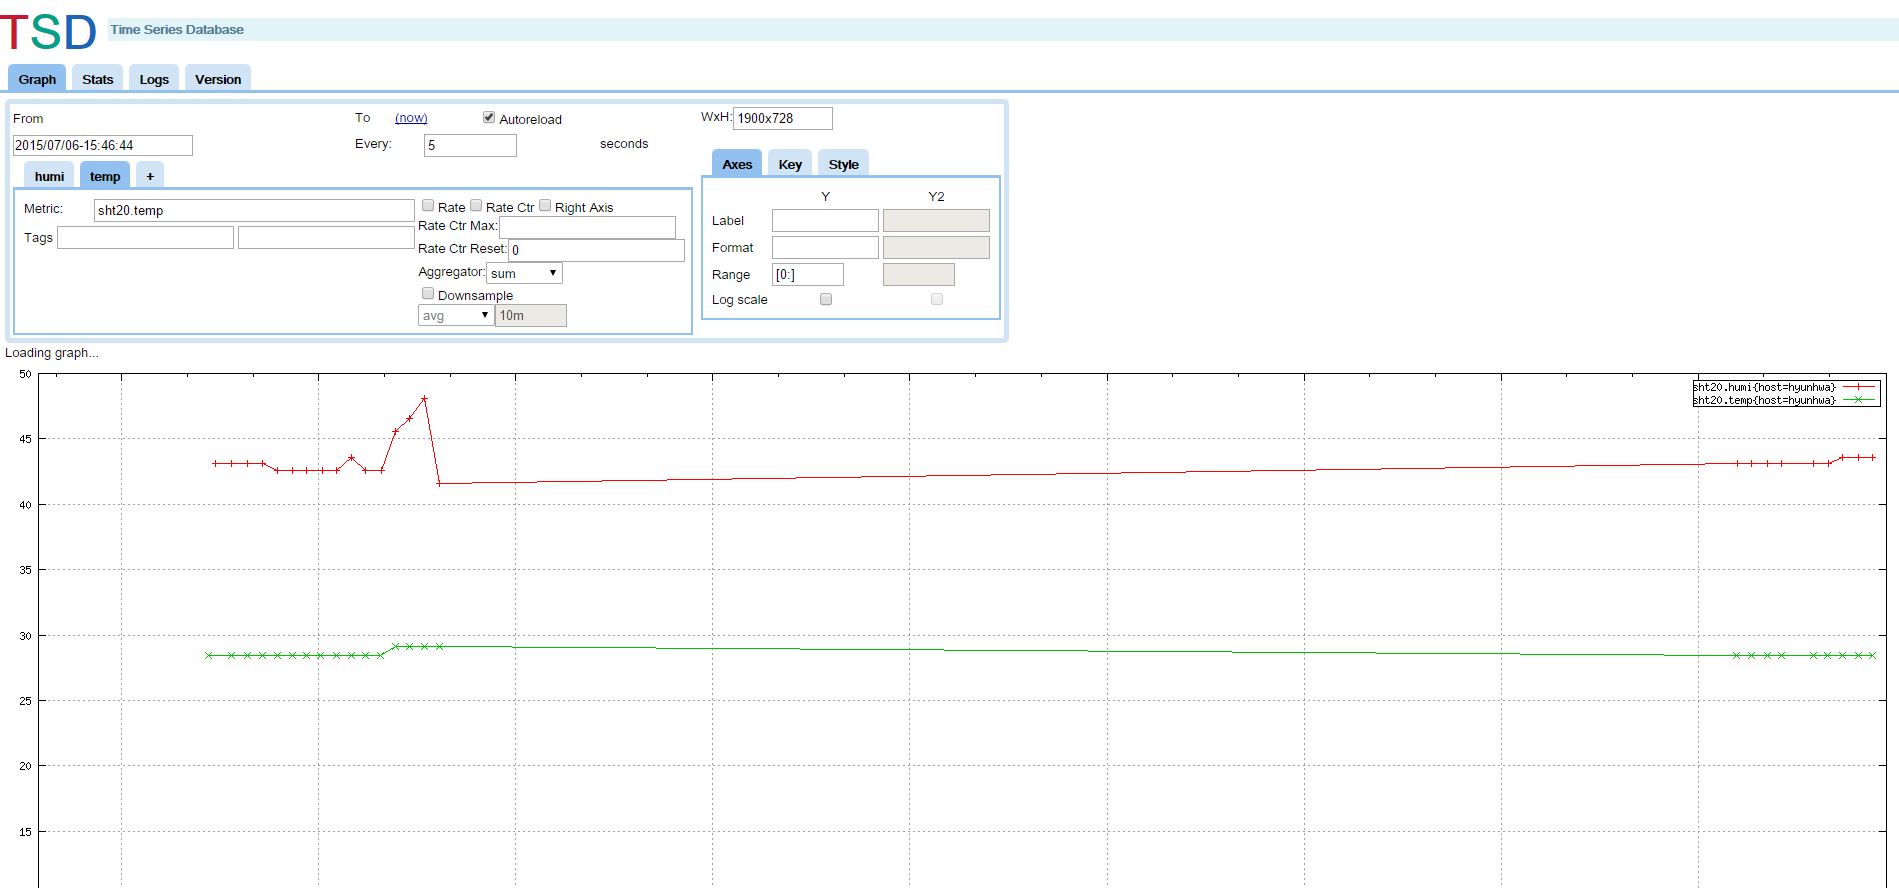 TSD Time Series Database
Graph Stats Logs Version
From To (now) Autoreload WxH: 1900x728
2015/07/06-15:46:44 Every: 5 seconds
humi temp + Axes Key Style
Y Y2
Metric: sht20.temp Rate Rate Ctr Right Axis
Label
Rate Ctr Max:
Tags
Format
Rate Ctr Reset: 0
Aggregator: sum
Range [0:]
Downsample
Log scale
avg 10m
Loading graph...
50
sht20.humi{host=hyunhwa}
sht20.temp{host=hyunhwa}
45
40
35
30
25
20
15